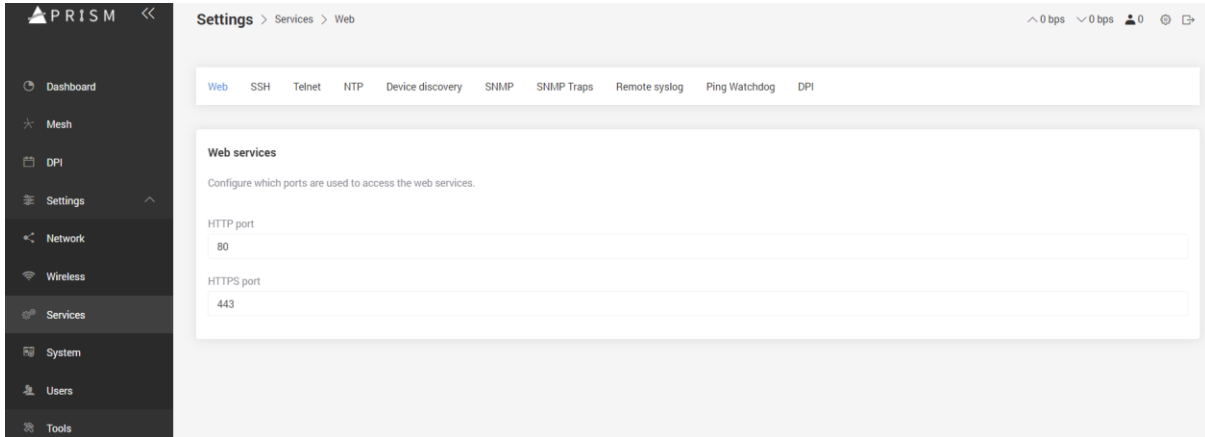 PRISM
Settings > Services > Web
0 bps 0 bps 0
Dashboard
Mesh
DPI
Settings
Network
Wireless
Services
System
Users
Tools
Web SSH Telnet NTP Device discovery SNMP SNMP Traps Remote syslog Ping Watchdog DPI
Web services
Configure which ports are used to access the web services.
HTTP port
80
HTTPS port
443